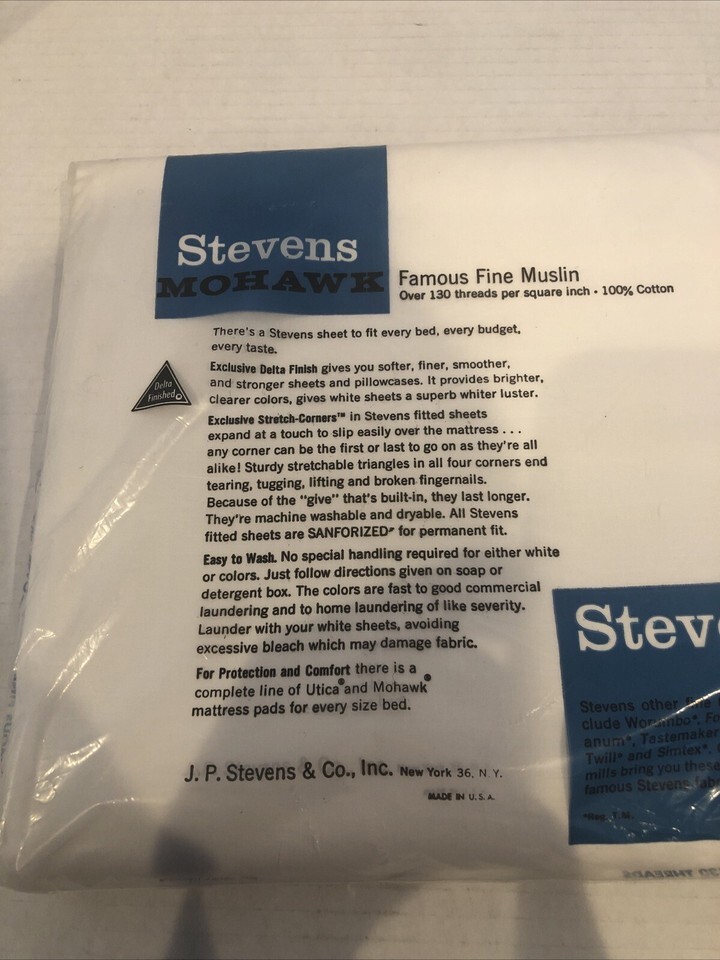 Stevens
MOHAWK
Famous Fine Muslin
Over 130 threads per square inch • 100% Cotton
There's a Stevens sheet to fit every bed, every budget,
every taste.
Delta
Finished
Exclusive Delta Finish gives you softer, finer, smoother,
and stronger sheets and pillowcases. It provides brighter,
clearer colors, gives white sheets a superb whiter luster.
Exclusive Stretch-Corners™ in Stevens fitted sheets
expand at a touch to slip easily over the mattress . . .
any corner can be the first or last to go on as they're all
alike! Sturdy stretchable triangles in all four corners end
tearing, tugging, lifting and broken fingernails.
Because of the "give" that's built-in, they last longer.
They're machine washable and dryable. All Stevens
fitted sheets are SANFORIZED for permanent fit.
Easy to Wash. No special handling required for either white
or colors. Just follow directions given on soap or
detergent box. The colors are fast to good commercial
laundering and to home laundering of like severity.
Launder with your white sheets, avoiding
excessive bleach which may damage fabric.
For Protection and Comfort there is a
complete line of Utica® and Mohawk®
mattress pads for every size bed.
J. P. Stevens & Co., Inc. New York 36, N. Y.
MADE IN U. S. A.
Stev
Stevens other fine
clude Worumbo*, Fo
anum*, Tastemaker
Twill* and Simtex*,
mills bring you these
famous Stevens fabr
*Reg. T. M.
THREADS